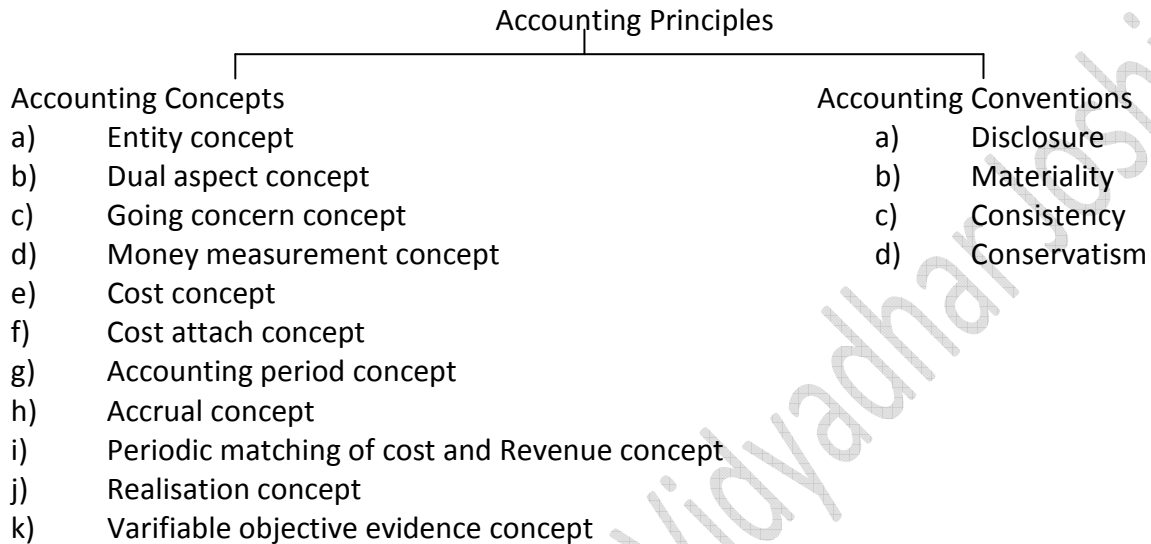 Accounting Principles
Accounting Concepts
a) Entity concept
b) Dual aspect concept
c) Going concern concept
d) Money measurement concept
e) Cost concept
f) Cost attach concept
g) Accounting period concept
h) Accrual concept
i) Periodic matching of cost and Revenue concept
j) Realisation concept
k) Varifiable objective evidence concept
Accounting Conventions
a) Disclosure
b) Materiality
c) Consistency
d) Conservatism
Vidyadhar Joshi